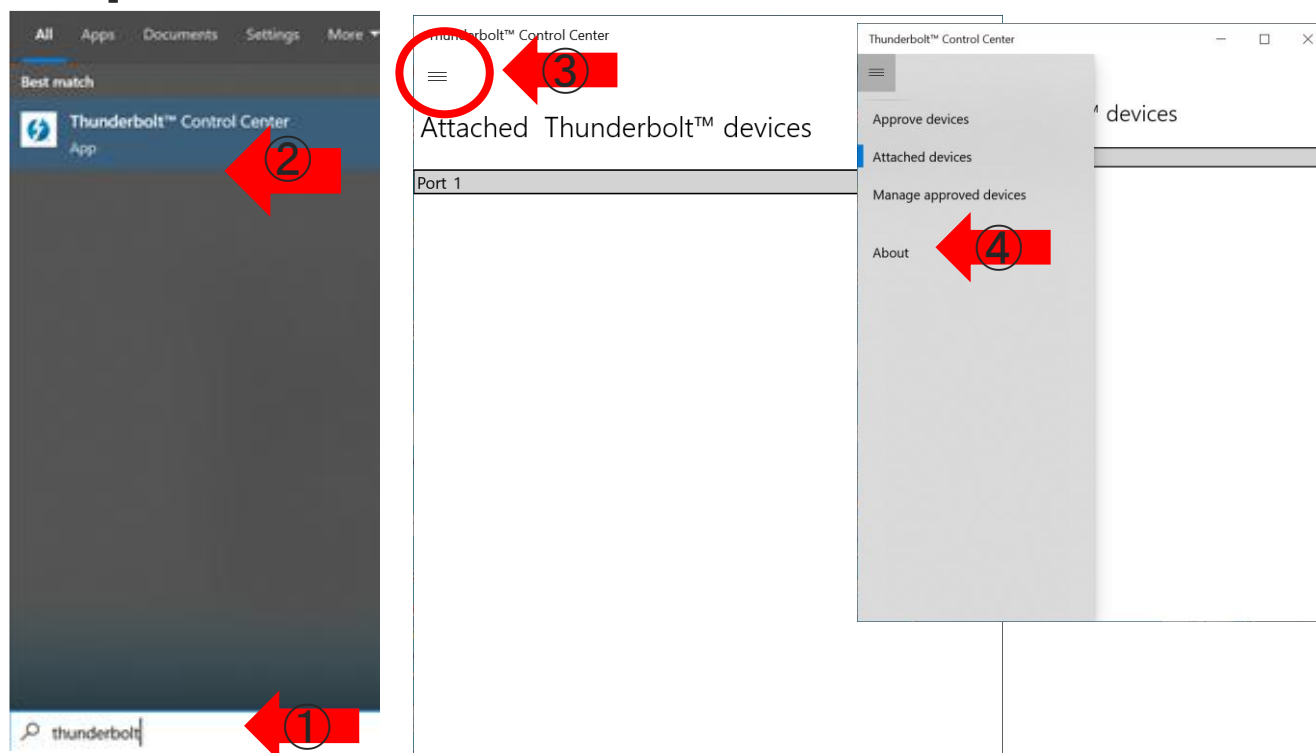 All Apps Documents Settings More
Best match
Thunderbolt™ Control Center
App
②
thunderbolt
①
Thunderbolt™ Control Center
③
Attached Thunderbolt™ devices
Port 1
Thunderbolt™ Control Center
™ devices
Approve devices
Attached devices
Manage approved devices
About
④